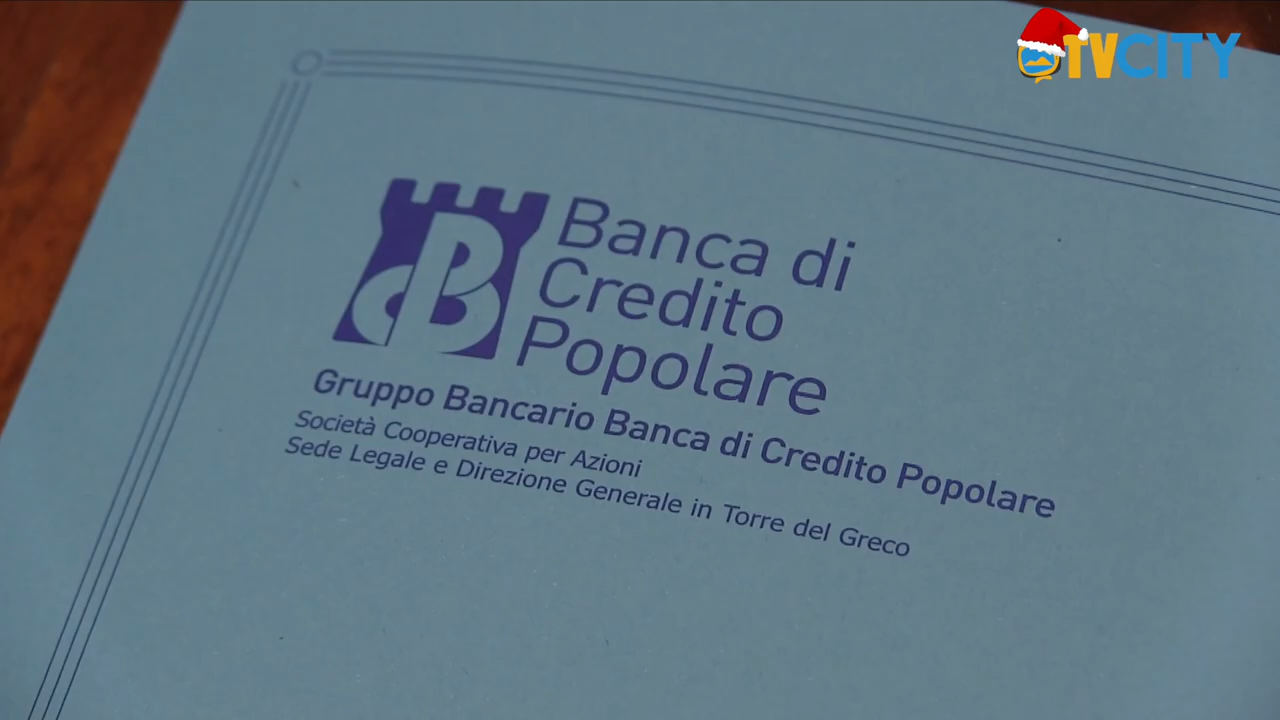 TVCITY
Banca di
Credito
Popolare
Gruppo Bancario Banca di Credito Popolare
Società Cooperativa per Azioni
Sede Legale e Direzione Generale in Torre del Greco